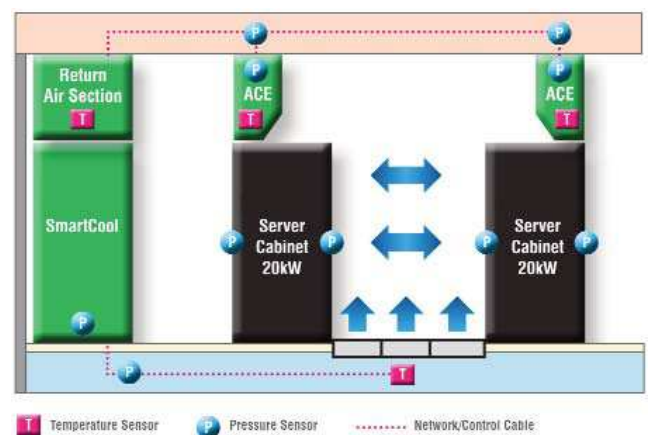 P
P
Return
Air Section
T
P
ACE
T
P
ACE
T
SmartCool
P
P
Server
Cabinet
20kW
P
P
Server
Cabinet
20kW
P
P
T
T Temperature Sensor
P Pressure Sensor
Network/Control Cable